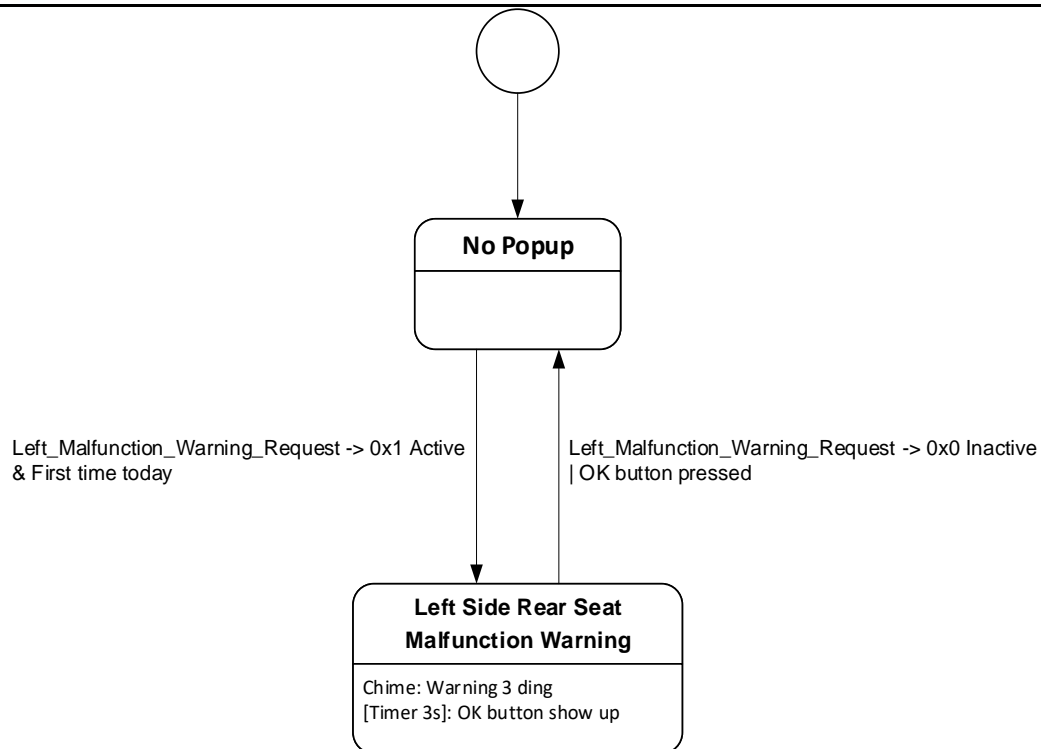 No Popup
Left_Malfunction_Warning_Request -> 0x1 Active
& First time today
Left_Malfunction_Warning_Request -> 0x0 Inactive
| OK button pressed
Left Side Rear Seat
Malfunction Warning
Chime: Warning 3 ding
[Timer 3s]: OK button show up